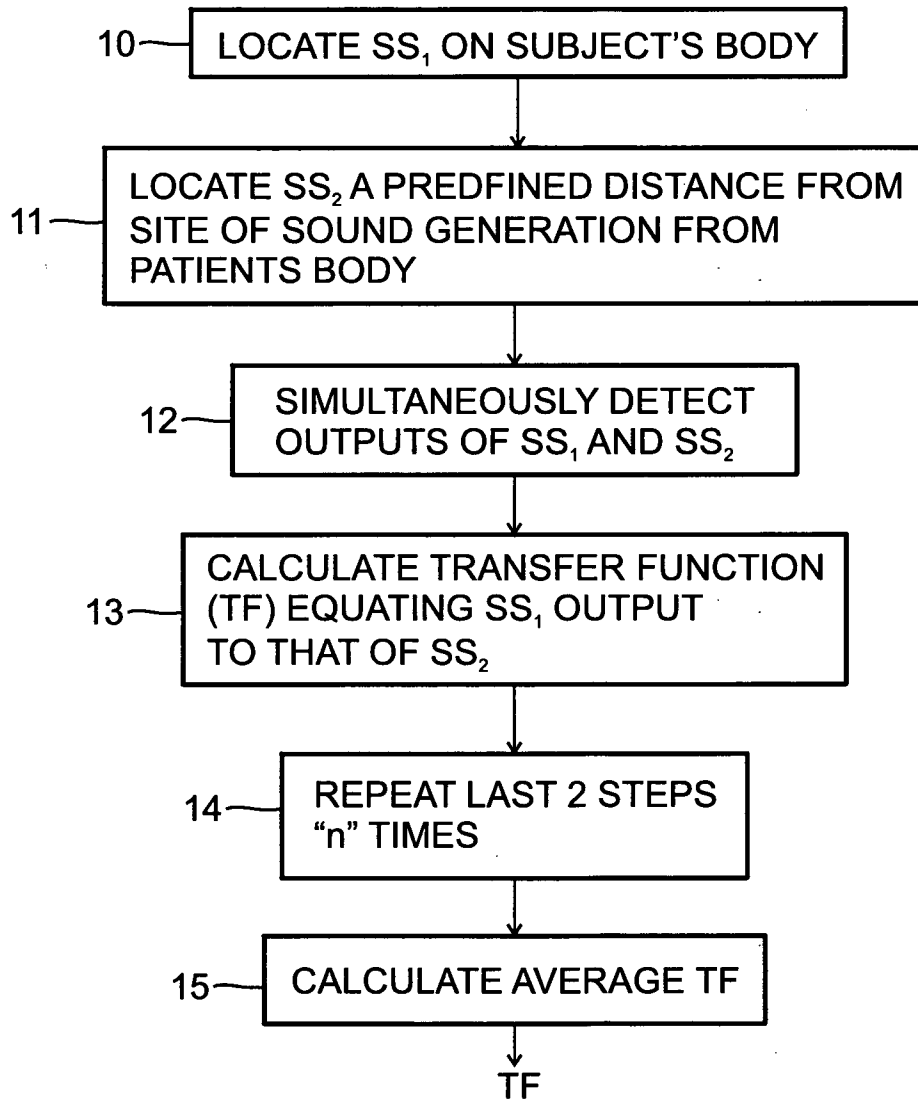 10 LOCATE SS₁ ON SUBJECT'S BODY
11 LOCATE SS₂ A PREDFINED DISTANCE FROM
SITE OF SOUND GENERATION FROM
PATIENTS BODY
12 SIMULTANEOUSLY DETECT
OUTPUTS OF SS₁ AND SS₂
13 CALCULATE TRANSFER FUNCTION
(TF) EQUATING SS₁ OUTPUT
TO THAT OF SS₂
14 REPEAT LAST 2 STEPS
“n” TIMES
15 CALCULATE AVERAGE TF
TF